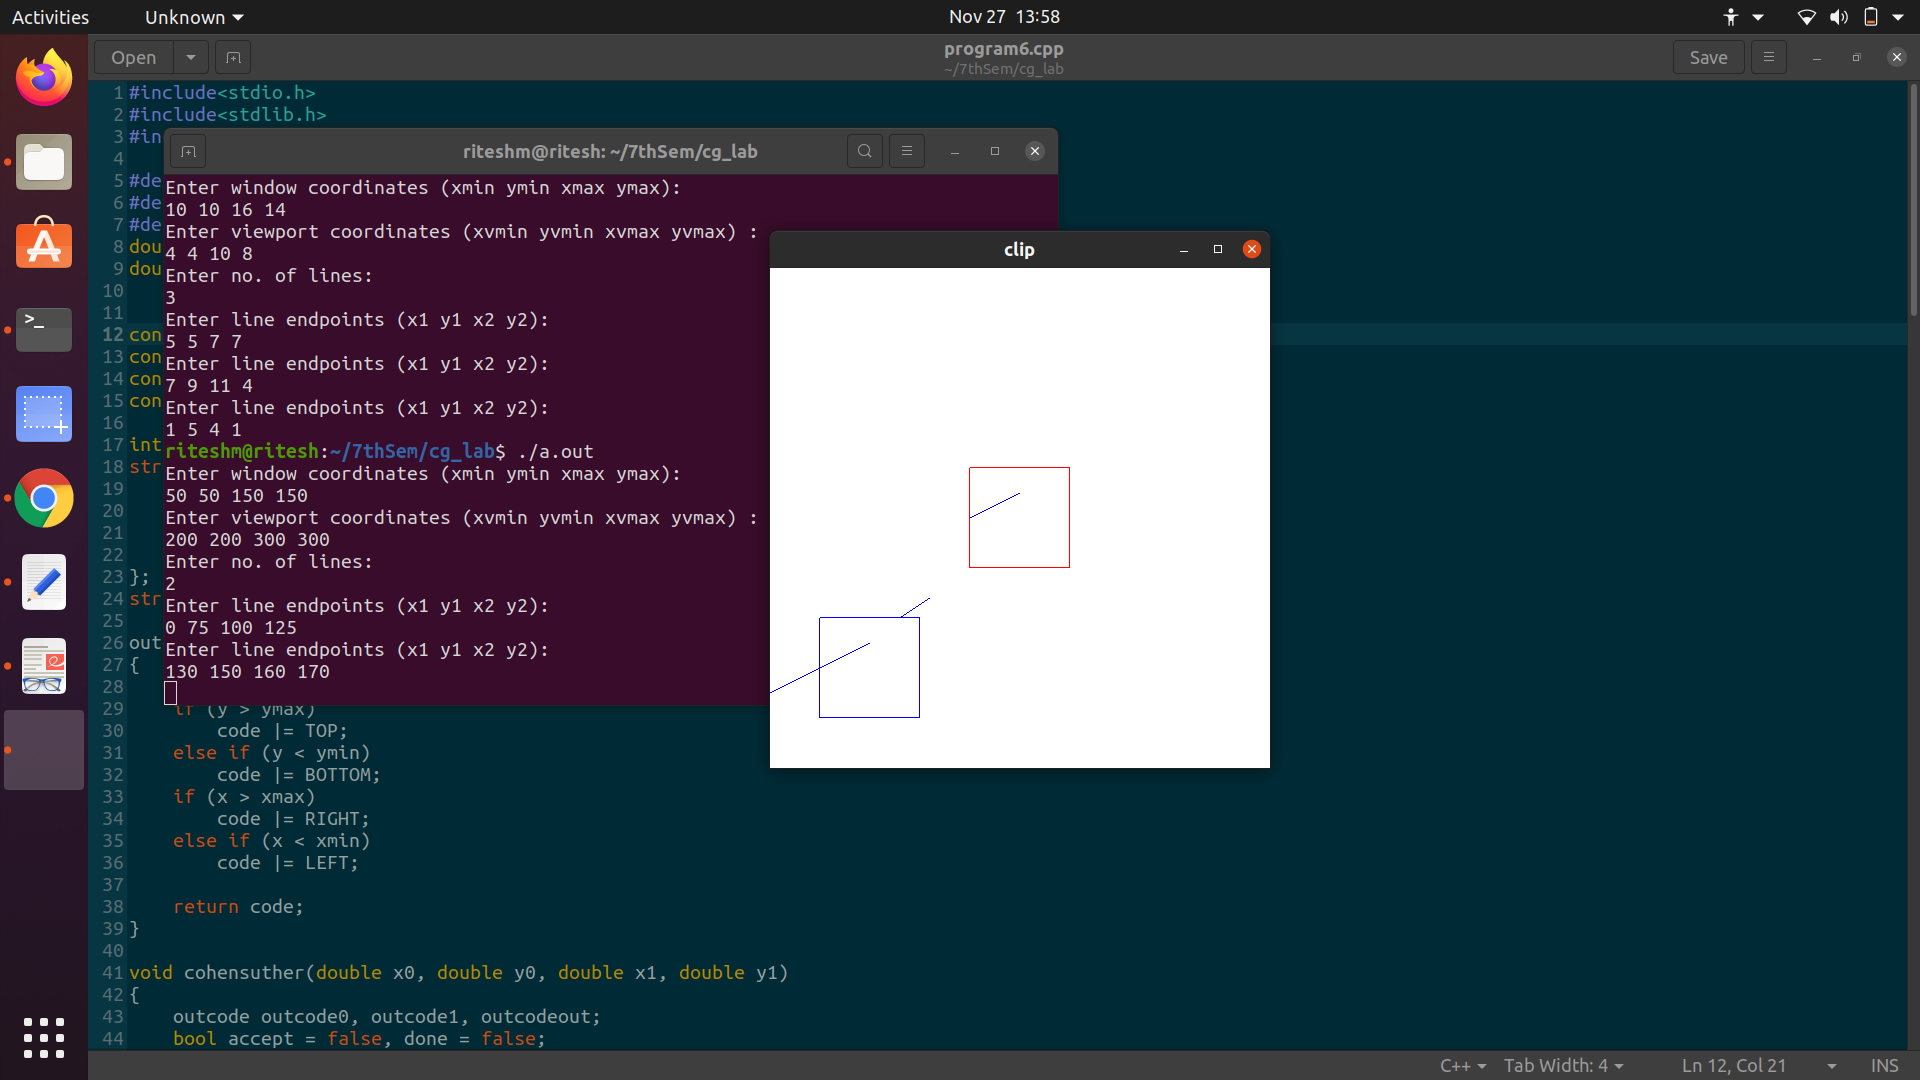 Activities Unknown Nov 27 13:58
Open program6.cpp Save
~/7thSem/cg_lab
1 #include<stdio.h>
2 #include<stdlib.h>
3 #in
4
5 #de
6 #de
7 #de
8 dou
9 dou
10
11
12 con
13 con
14 con
15 con
16
17 int
18 str
19
20
21
22
23 };
24 str
25
26 out
27 {
28
29 if (y > ymax)
30 code |= TOP;
31 else if (y < ymin)
32 code |= BOTTOM;
33 if (x > xmax)
34 code |= RIGHT;
35 else if (x < xmin)
36 code |= LEFT;
37
38 return code;
39 }
40
41 void cohensuther(double x0, double y0, double x1, double y1)
42 {
43 outcode outcode0, outcode1, outcodeout;
44 bool accept = false, done = false;
riteshm@ritesh: ~/7thSem/cg_lab
Enter window coordinates (xmin ymin xmax ymax):
10 10 16 14
Enter viewport coordinates (xvmin yvmin xvmax yvmax) :
4 4 10 8
Enter no. of lines:
3
Enter line endpoints (x1 y1 x2 y2):
5 5 7 7
Enter line endpoints (x1 y1 x2 y2):
7 9 11 4
Enter line endpoints (x1 y1 x2 y2):
1 5 4 1
riteshm@ritesh:~/7thSem/cg_lab$ ./a.out
Enter window coordinates (xmin ymin xmax ymax):
50 50 150 150
Enter viewport coordinates (xvmin yvmin xvmax yvmax) :
200 200 300 300
Enter no. of lines:
2
Enter line endpoints (x1 y1 x2 y2):
0 75 100 125
Enter line endpoints (x1 y1 x2 y2):
130 150 160 170
clip
C++ Tab Width: 4 Ln 12, Col 21 INS